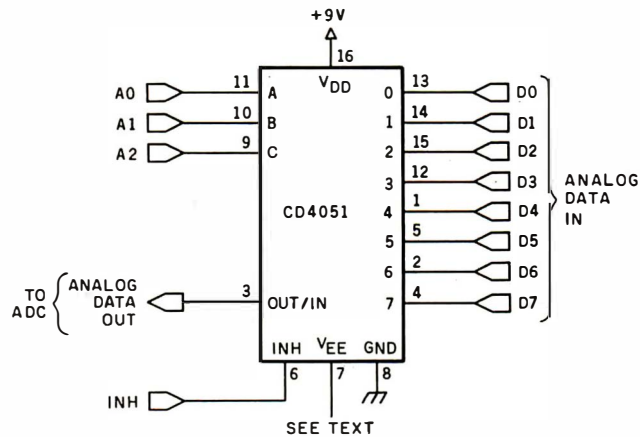 +9V
16
VDD
A0 11 A 0 13 D0
A1 10 B 1 14 D1
A2 9 C 2 15 D2
3 12 D3
CD4051 4 1 D4
5 5 D5
6 2 D6
7 4 D7
ANALOG
DATA
IN
TO
ADC
ANALOG
DATA
OUT
3 OUT/IN
INH VEE GND
6 7 8
INH
SEE TEXT